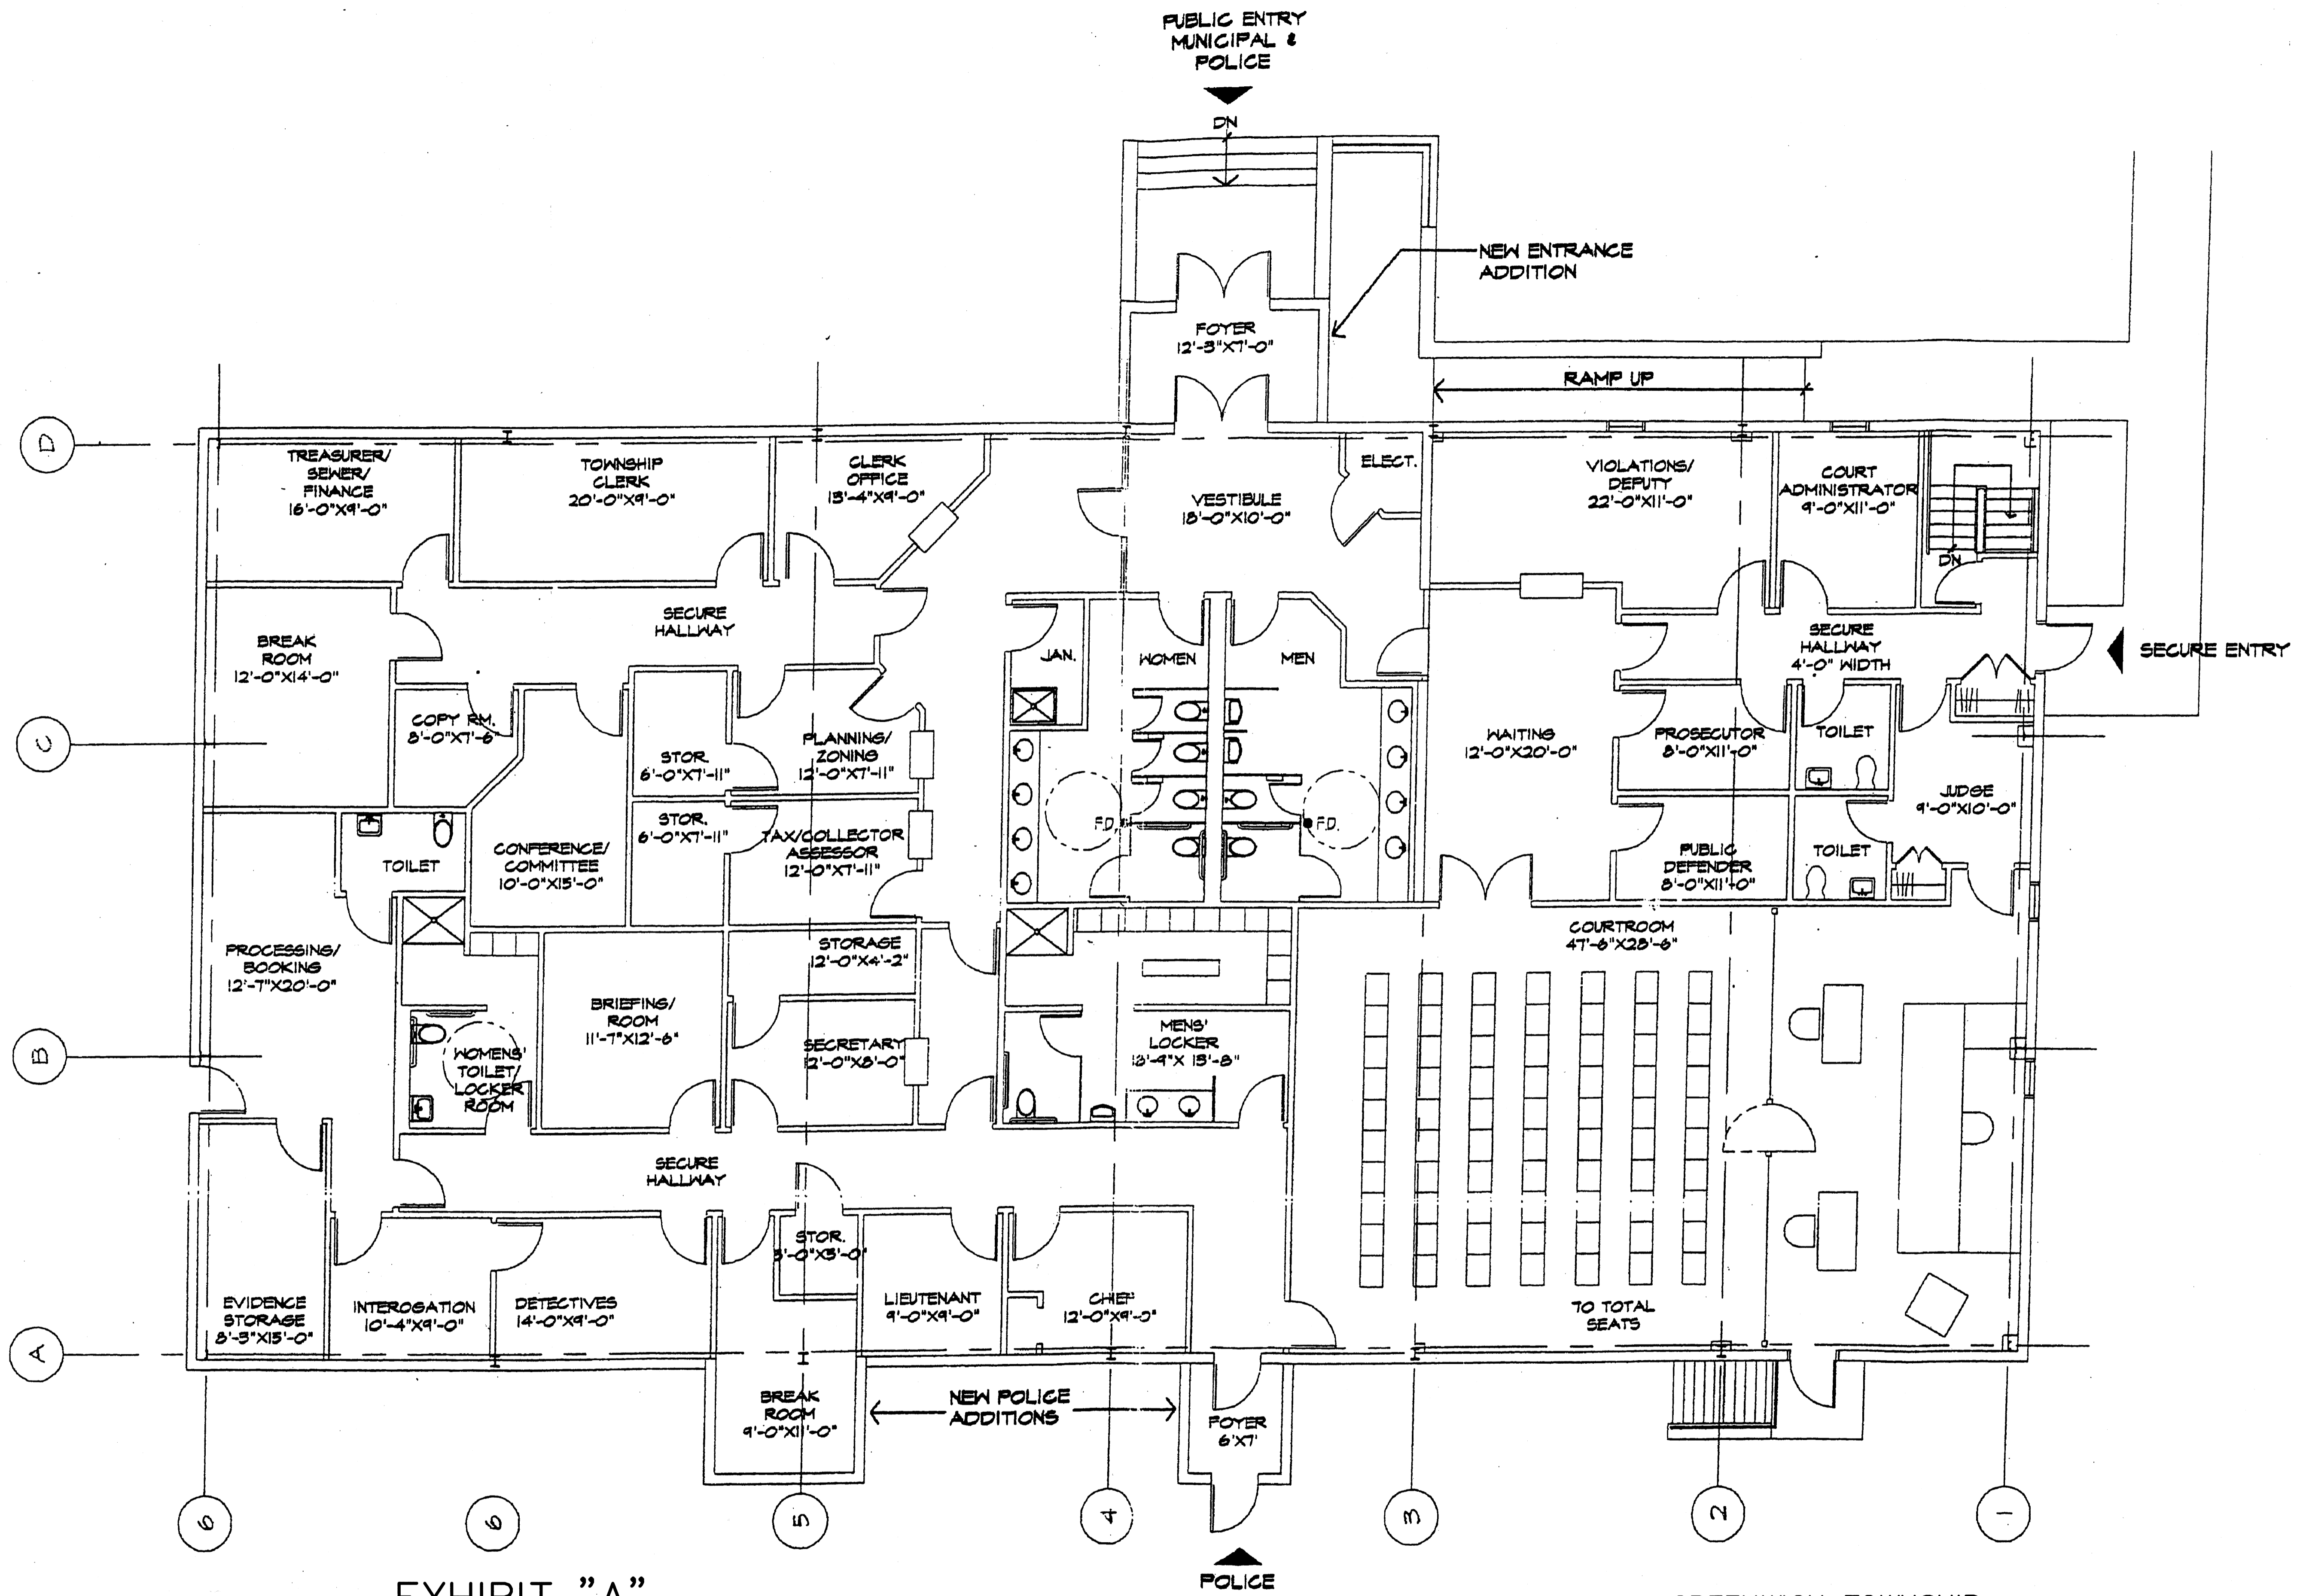 PUBLIC ENTRY
MUNICIPAL &
POLICE
DN
NEW ENTRANCE
ADDITION
FOYER
12'-3"X7'-0"
RAMP UP
D
TREASURER/
SEWER/
FINANCE
16'-0"X9'-0"
TOWNSHIP
CLERK
20'-0"X9'-0"
CLERK
OFFICE
13'-4"X9'-0"
VESTIBULE
18'-0"X10'-0"
ELECT.
VIOLATIONS/
DEPUTY
22'-0"X11'-0"
COURT
ADMINISTRATOR
9'-0"X11'-0"
DN
BREAK
ROOM
12'-0"X14'-0"
SECURE
HALLWAY
JAN.
WOMEN
MEN
SECURE
HALLWAY
4'-0" WIDTH
SECURE ENTRY
C
COPY RM.
8'-0"X7'-6"
STOR.
6'-0"X7'-11"
PLANNING/
ZONING
12'-0"X7'-11"
WAITING
12'-0"X20'-0"
PROSECUTOR
8'-0"X11'-0"
TOILET
JUDGE
9'-0"X10'-0"
STOR.
6'-0"X7'-11"
TAX/COLLECTOR
ASSESSOR
12'-0"X7'-11"
F.D.
F.D.
TOILET
CONFERENCE/
COMMITTEE
10'-0"X15'-0"
PUBLIC
DEFENDER
8'-0"X11'-0"
TOILET
PROCESSING/
BOOKING
12'-7"X20'-0"
STORAGE
12'-0"X4'-2"
COURTROOM
47'-6"X28'-6"
B
BRIEFING/
ROOM
11'-7"X12'-6"
WOMENS'
TOILET/
LOCKER
ROOM
SECRETARY
12'-0"X8'-0"
MENS'
LOCKER
13'-9"X 15'-8"
SECURE
HALLWAY
STOR.
5'-0"X5'-0"
A
EVIDENCE
STORAGE
8'-3"X15'-0"
INTEROGATION
10'-4"X9'-0"
DETECTIVES
14'-0"X9'-0"
LIEUTENANT
9'-0"X9'-0"
CHIEF
12'-0"X9'-0"
70 TOTAL
SEATS
BREAK
ROOM
9'-0"X11'-0"
NEW POLICE
ADDITIONS
FOYER
6'X7'
6
6
5
4
3
2
1
POLICE
EXHIBIT "A"
GREENWICH TOWNSHIP